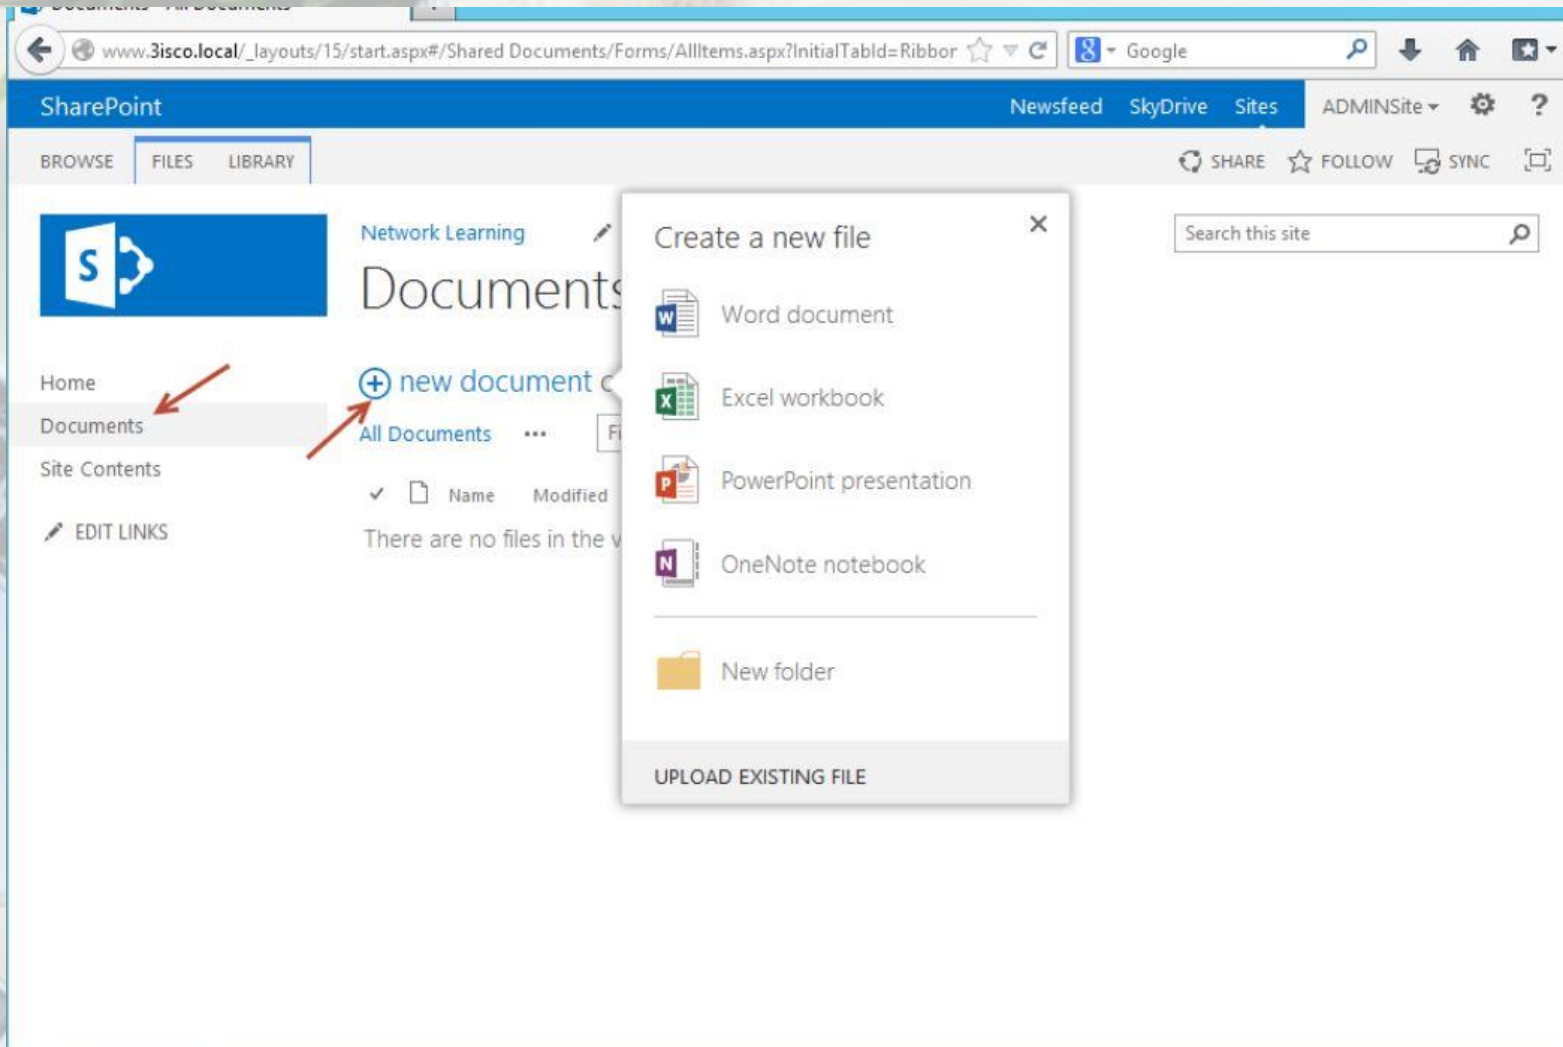 Documents - All Documents
www.3isco.local/_layouts/15/start.aspx#/Shared Documents/Forms/AllItems.aspx?InitialTabId=Ribbor
Google
SharePoint
Newsfeed SkyDrive Sites ADMINSite ?
BROWSE FILES LIBRARY
SHARE FOLLOW SYNC
Network Learning
Documents
Search this site
Home
Documents
Site Contents
EDIT LINKS
new document
All Documents ...
Name Modified
There are no files in the
Create a new file
Word document
Excel workbook
PowerPoint presentation
OneNote notebook
New folder
UPLOAD EXISTING FILE